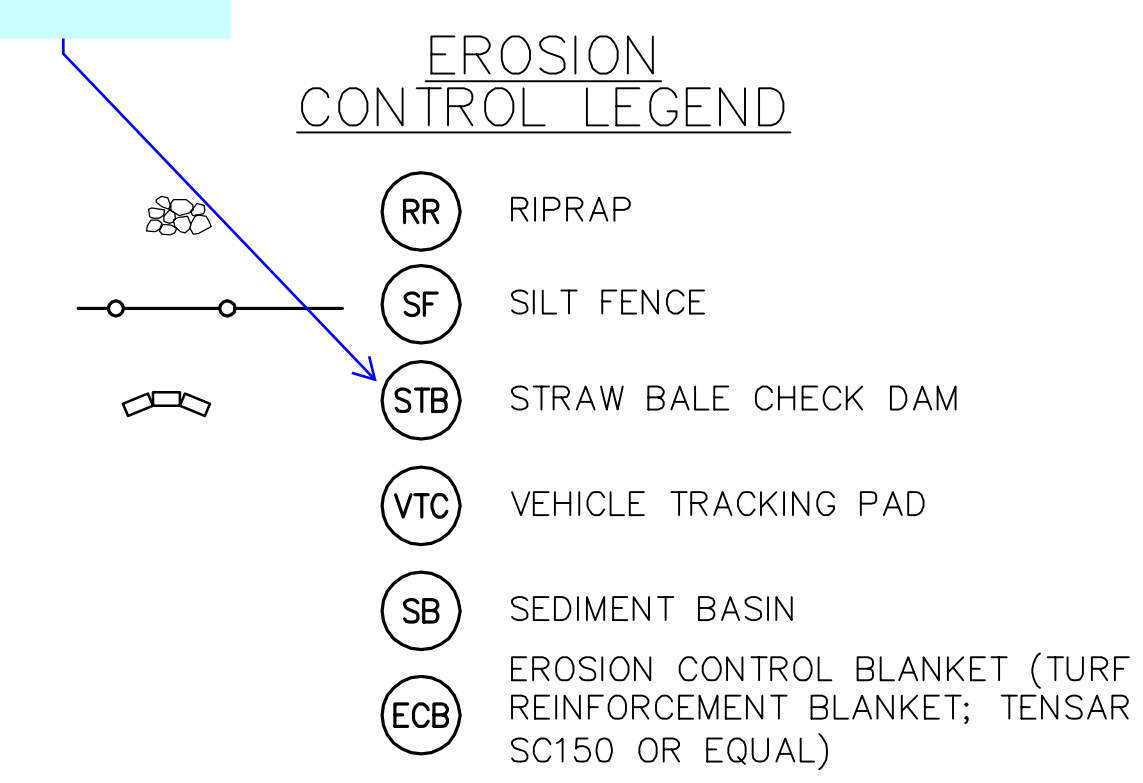 EROSION
CONTROL LEGEND
RR RIPRAP
SF SILT FENCE
STB STRAW BALE CHECK DAM
VTC VEHICLE TRACKING PAD
SB SEDIMENT BASIN
EROSION CONTROL BLANKET (TURF
ECB REINFORCEMENT BLANKET; TENSAR
SC150 OR EQUAL)